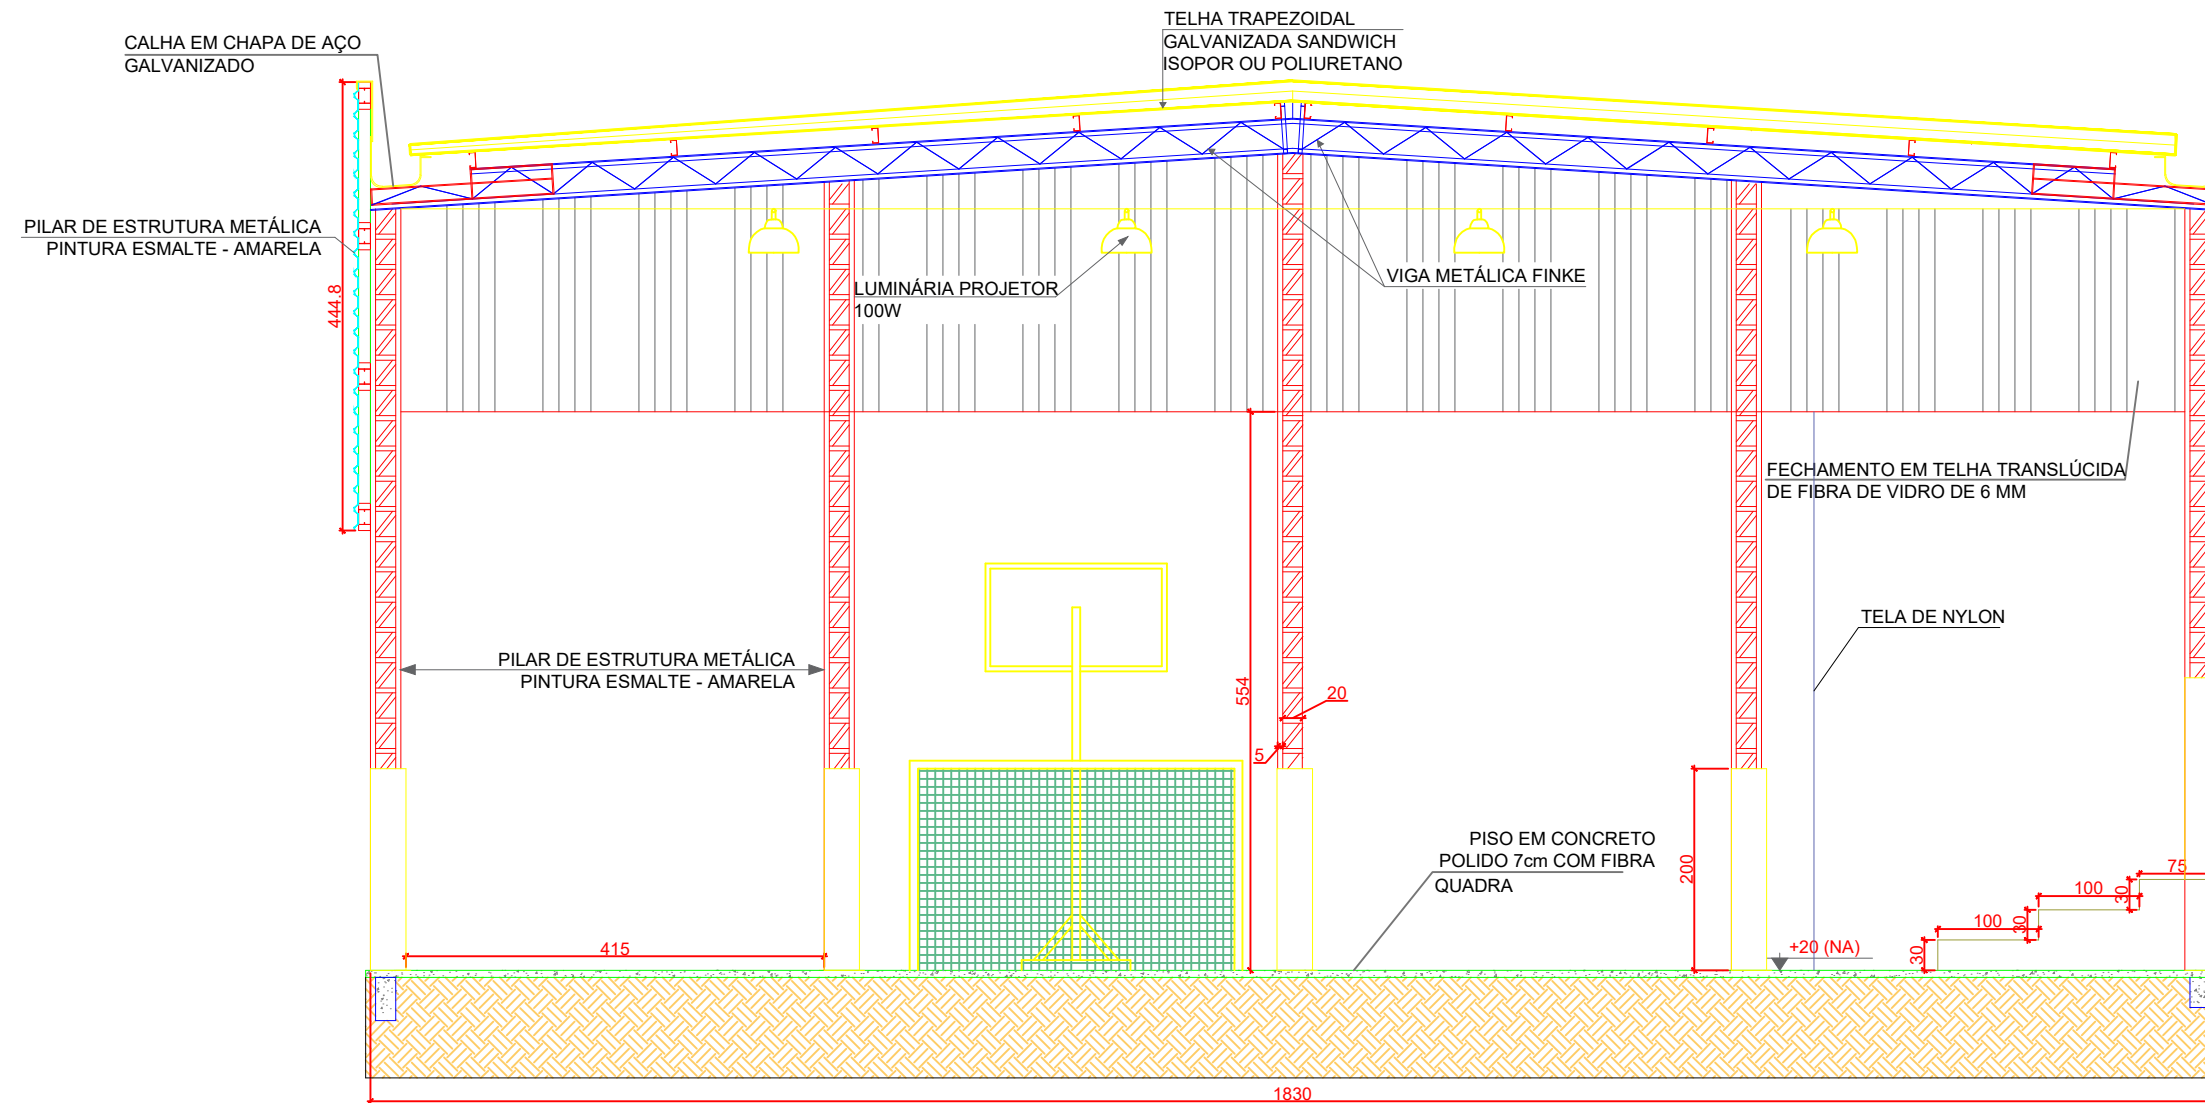 TELHA TRAPEZOIDAL
GALVANIZADA SANDWICH
ISOPOR OU POLIURETANO
CALHA EM CHAPA DE AÇO
GALVANIZADO
PILAR DE ESTRUTURA METÁLICA
PINTURA ESMALTE - AMARELA
444.8
LUMINÁRIA PROJETOR
100W
VIGA METÁLICA FINKE
FECHAMENTO EM TELHA TRANSLÚCIDA
DE FIBRA DE VIDRO DE 6 MM
TELA DE NYLON
PILAR DE ESTRUTURA METÁLICA
PINTURA ESMALTE - AMARELA
554
20
5
PISO EM CONCRETO
POLIDO 7cm COM FIBRA
QUADRA
200
75
100
30
100
30
30
+20 (NA)
415
1830